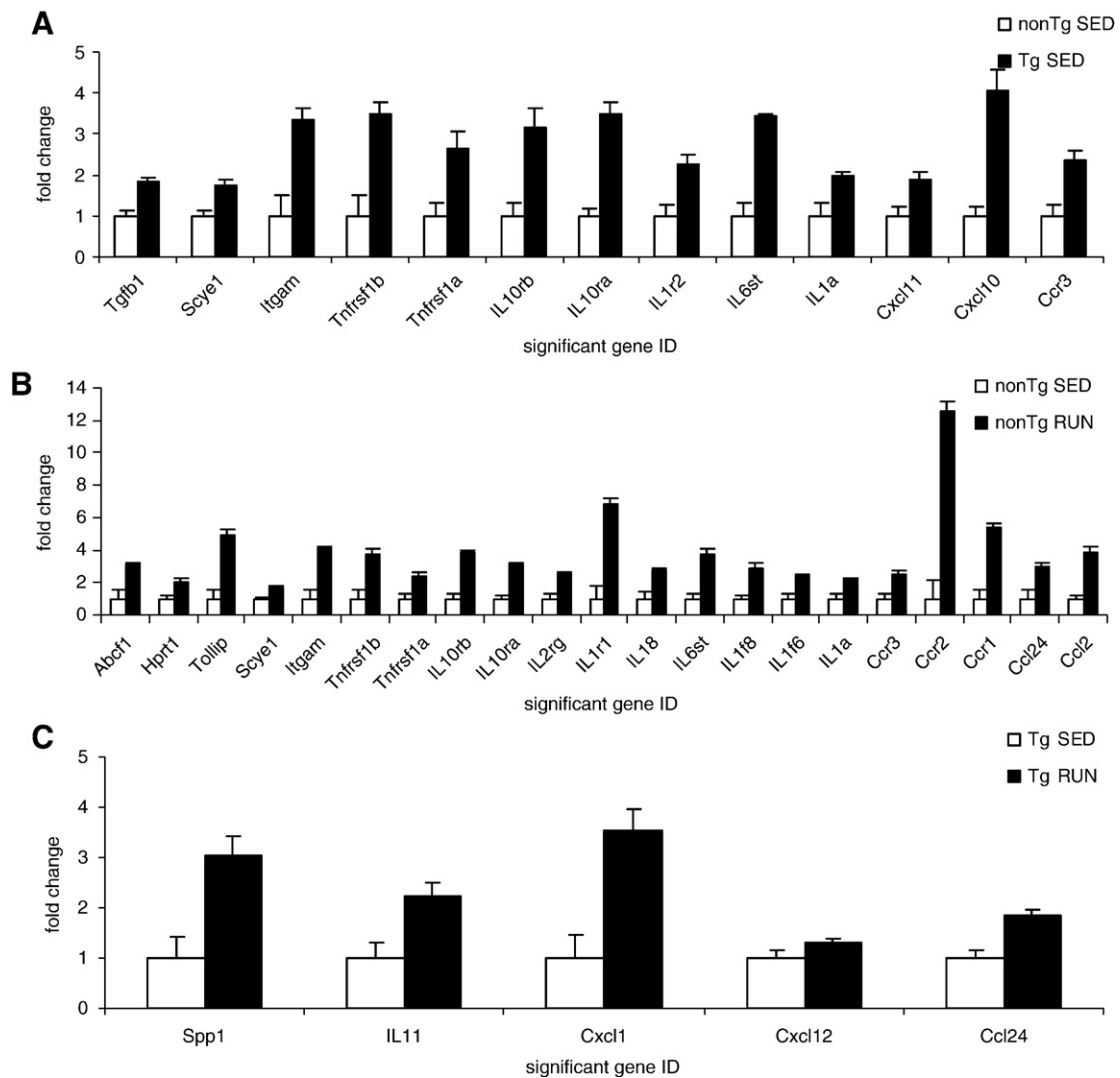 A
nonTg SED
Tg SED
fold change
5
4
3
2
1
0
Tgfb1
Scye1
Itgam
Tnfrsf1b
Tnfrsf1a
IL10rb
IL10ra
IL1r2
IL6st
IL1a
Cxcl11
Cxcl10
Ccr3
significant gene ID
B
nonTg SED
nonTg RUN
fold change
14
12
10
8
6
4
2
0
Abcf1
Hprt1
Tollip
Scye1
Itgam
Tnfrsf1b
Tnfrsf1a
IL10rb
IL10ra
IL2rg
IL1r1
IL18
IL6st
IL1f8
IL1f6
IL1a
Ccr3
Ccr2
Ccr1
Ccl24
Ccl2
significant gene ID
C
Tg SED
Tg RUN
fold change
5
4
3
2
1
0
Spp1
IL11
Cxcl1
Cxcl12
Ccl24
significant gene ID